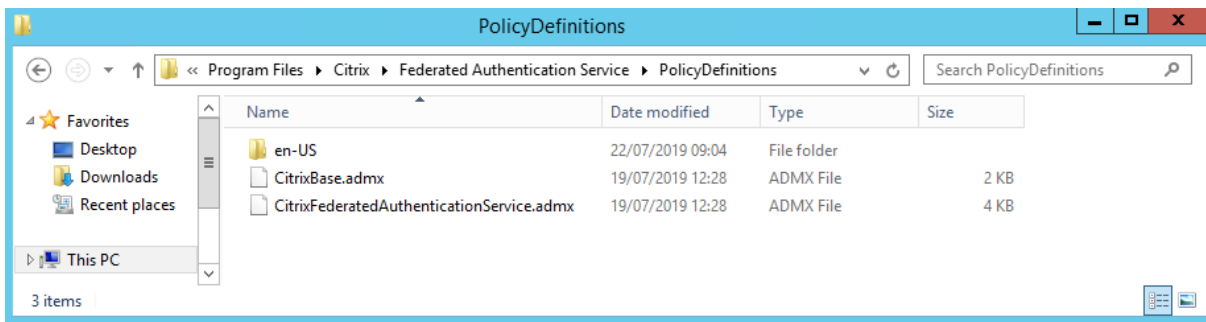 PolicyDefinitions
« Program Files ▸ Citrix ▸ Federated Authentication Service ▸ PolicyDefinitions
Search PolicyDefinitions
Favorites
Desktop
Downloads
Recent places
This PC
Name Date modified Type Size
en-US 22/07/2019 09:04 File folder
CitrixBase.admx 19/07/2019 12:28 ADMX File 2 KB
CitrixFederatedAuthenticationService.admx 19/07/2019 12:28 ADMX File 4 KB
3 items